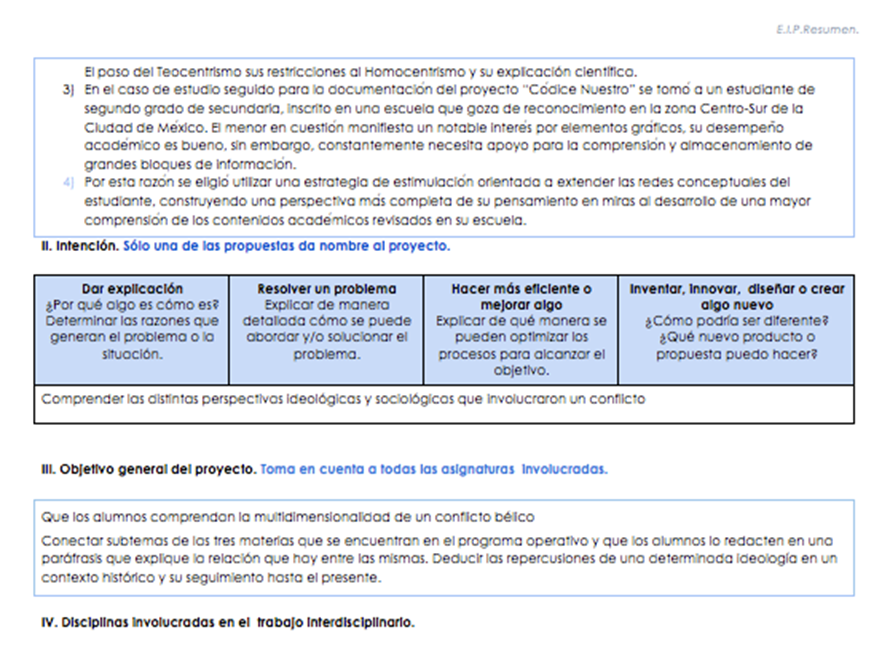 E.I.P.Resumen.
El paso del Teocentrismo sus restricciones al Homocentrismo y su explicación científica.
3) En el caso de estudio seguido para la documentación del proyecto "Códice Nuestro" se tomó a un estudiante de
segundo grado de secundaria, inscrito en una escuela que goza de reconocimiento en la zona Centro-Sur de la
Ciudad de México. El menor en cuestión manifiesta un notable interés por elementos gráficos, su desempeño
académico es bueno, sin embargo, constantemente necesita apoyo para la comprensión y almacenamiento de
grandes bloques de información.
4) Por esta razón se eligió utilizar una estrategia de estimulación orientada a extender las redes conceptuales del
estudiante, construyendo una perspectiva más completa de su pensamiento en miras al desarrollo de una mayor
comprensión de los contenidos académicos revisados en su escuela.
II. Intención. Sólo una de las propuestas da nombre al proyecto.
Dar explicación
¿Por qué algo es cómo es?
Determinar las razones que
generan el problema o la
situación.
Resolver un problema
Explicar de manera
detallada cómo se puede
abordar y/o solucionar el
problema.
Hacer más eficiente o
mejorar algo
Explicar de qué manera se
pueden optimizar los
procesos para alcanzar el
objetivo.
Inventar, innovar, diseñar o crear
algo nuevo
¿Cómo podría ser diferente?
¿Qué nuevo producto o
propuesta puedo hacer?
Comprender las distintas perspectivas ideológicas y sociológicas que involucraron un conflicto
III. Objetivo general del proyecto. Toma en cuenta a todas las asignaturas involucradas.
Que los alumnos comprendan la multidimensionalidad de un conflicto bélico
Conectar subtemas de las tres materias que se encuentran en el programa operativo y que los alumnos lo redacten en una
paráfrasis que explique la relación que hay entre las mismas. Deducir las repercusiones de una determinada ideología en un
contexto histórico y su seguimiento hasta el presente.
IV. Disciplinas involucradas en el trabajo interdisciplinario.